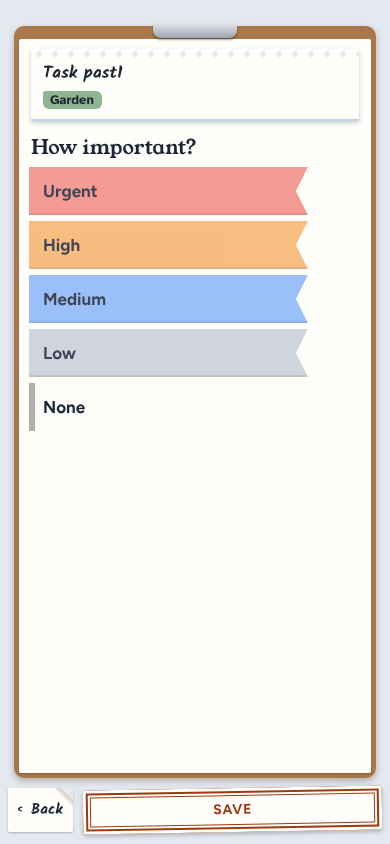 Task past1
Garden
How important?
Urgent
High
Medium
Low
None
‹ Back
SAVE